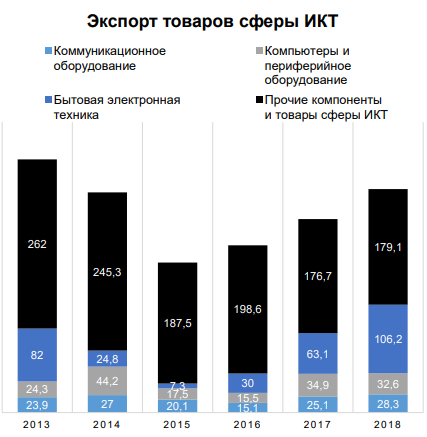 Экспорт товаров сферы ИКТ
Коммуникационное
оборудование
Компьютеры и
периферийное
оборудование
Бытовая электронная
техника
Прочие компоненты
и товары сферы ИКТ
262
245,3
187,5
198,6
176,7
179,1
82
24,8
7,3
30
63,1
106,2
24,3
44,2
17,5
15,5
34,9
32,6
23,9
27
20,1
15,1
25,1
28,3
2013 2014 2015 2016 2017 2018